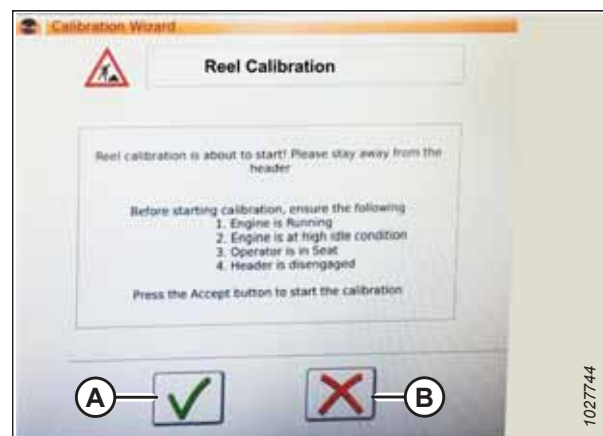 Calibration Wizard
Reel Calibration
Reel calibration is about to start! Please stay away from the
header
Before starting calibration, ensure the following
1. Engine is Running
2. Engine is at high idle condition
3. Operator is in Seat
4. Header is disengaged
Press the Accept button to start the calibration
A
B
1027744